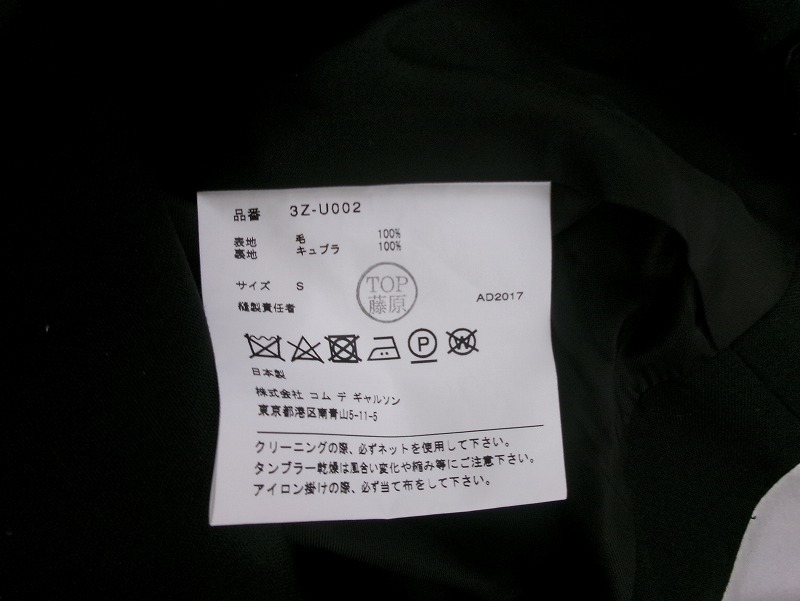 品番 3Z-U002
表地 毛 100%
裏地 キュプラ 100%
サイズ S
TOP
藤原
縫製責任者
AD2017
P
W
日本製
株式会社 コム デ ギャルソン
東京都港区南青山5-11-5
クリーニングの際、必ずネットを使用して下さい。
タンブラー乾燥は風合い変化や縮み等にご注意下さい。
アイロン掛けの際、必ず当て布をして下さい。